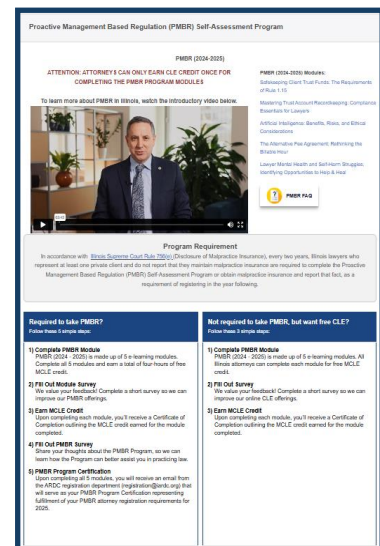 Proactive Management Based Regulation (PMBR) Self-Assessment Program
PMBR (2024-2025)
ATTENTION: ATTORNEYS CAN ONLY EARN CLE CREDIT ONCE FOR
COMPLETING THE PMBR PROGRAM MODULES
To learn more about PMBR in Illinois, watch the introductory video below.
PMBR (2024-2025) Modules:
Safekeeping Client Trust Funds: The Requirements
of Rule 1.15
Mastering Trust Account Recordkeeping: Compliance
Essentials for Lawyers
Artificial Intelligence: Benefits, Risks, and Ethical
Considerations
The Alternative Fee Agreement: Rethinking the
Billable Hour
Lawyer Mental Health and Self-Harm Struggles:
Identifying Opportunities to Help & Heal
PMBR FAQ
Program Requirement
In accordance with Illinois Supreme Court Rule 756(e) (Disclosure of Malpractice Insurance), every two years, Illinois lawyers who
represent at least one private client and do not report that they maintain malpractice insurance are required to complete the Proactive
Management Based Regulation (PMBR) Self-Assessment Program or obtain malpractice insurance and report that fact, as a
requirement of registering in the year following.
Required to take PMBR?
Follow these 5 simple steps:
1) Complete PMBR Module
PMBR (2024 - 2025) is made up of 5 e-learning modules.
Complete all 5 modules and earn a total of four hours of free
MCLE credit.
2) Fill Out Module Survey
We value your feedback! Complete a short survey so we can
improve our PMBR offerings.
3) Earn MCLE Credit
Upon completing each module, you'll receive a Certificate of
Completion outlining the MCLE credit earned for the module
completed.
4) Fill Out PMBR Survey
Share your thoughts about the PMBR Program, so we can
learn how the Program can better assist you in practicing law.
5) PMBR Program Certification
Upon completing all 5 modules, you will receive an email from
the ARDC registration department (registration@iardc.org) that
will serve as your PMBR Program Certification representing
fulfillment of your PMBR attorney registration requirements for
2025.
Not required to take PMBR, but want free CLE?
Follow these 3 simple steps:
1) Complete PMBR Module
PMBR (2024 - 2025) is made up of 5 e-learning modules. All
Illinois attorneys can complete each module for free MCLE
credit.
2) Fill Out Survey
We value your feedback! Complete a short survey so we can
improve our online CLE offerings.
3) Earn MCLE Credit
Upon completing each module, you'll receive a Certificate of
Completion outlining the MCLE credit earned for the module
completed.